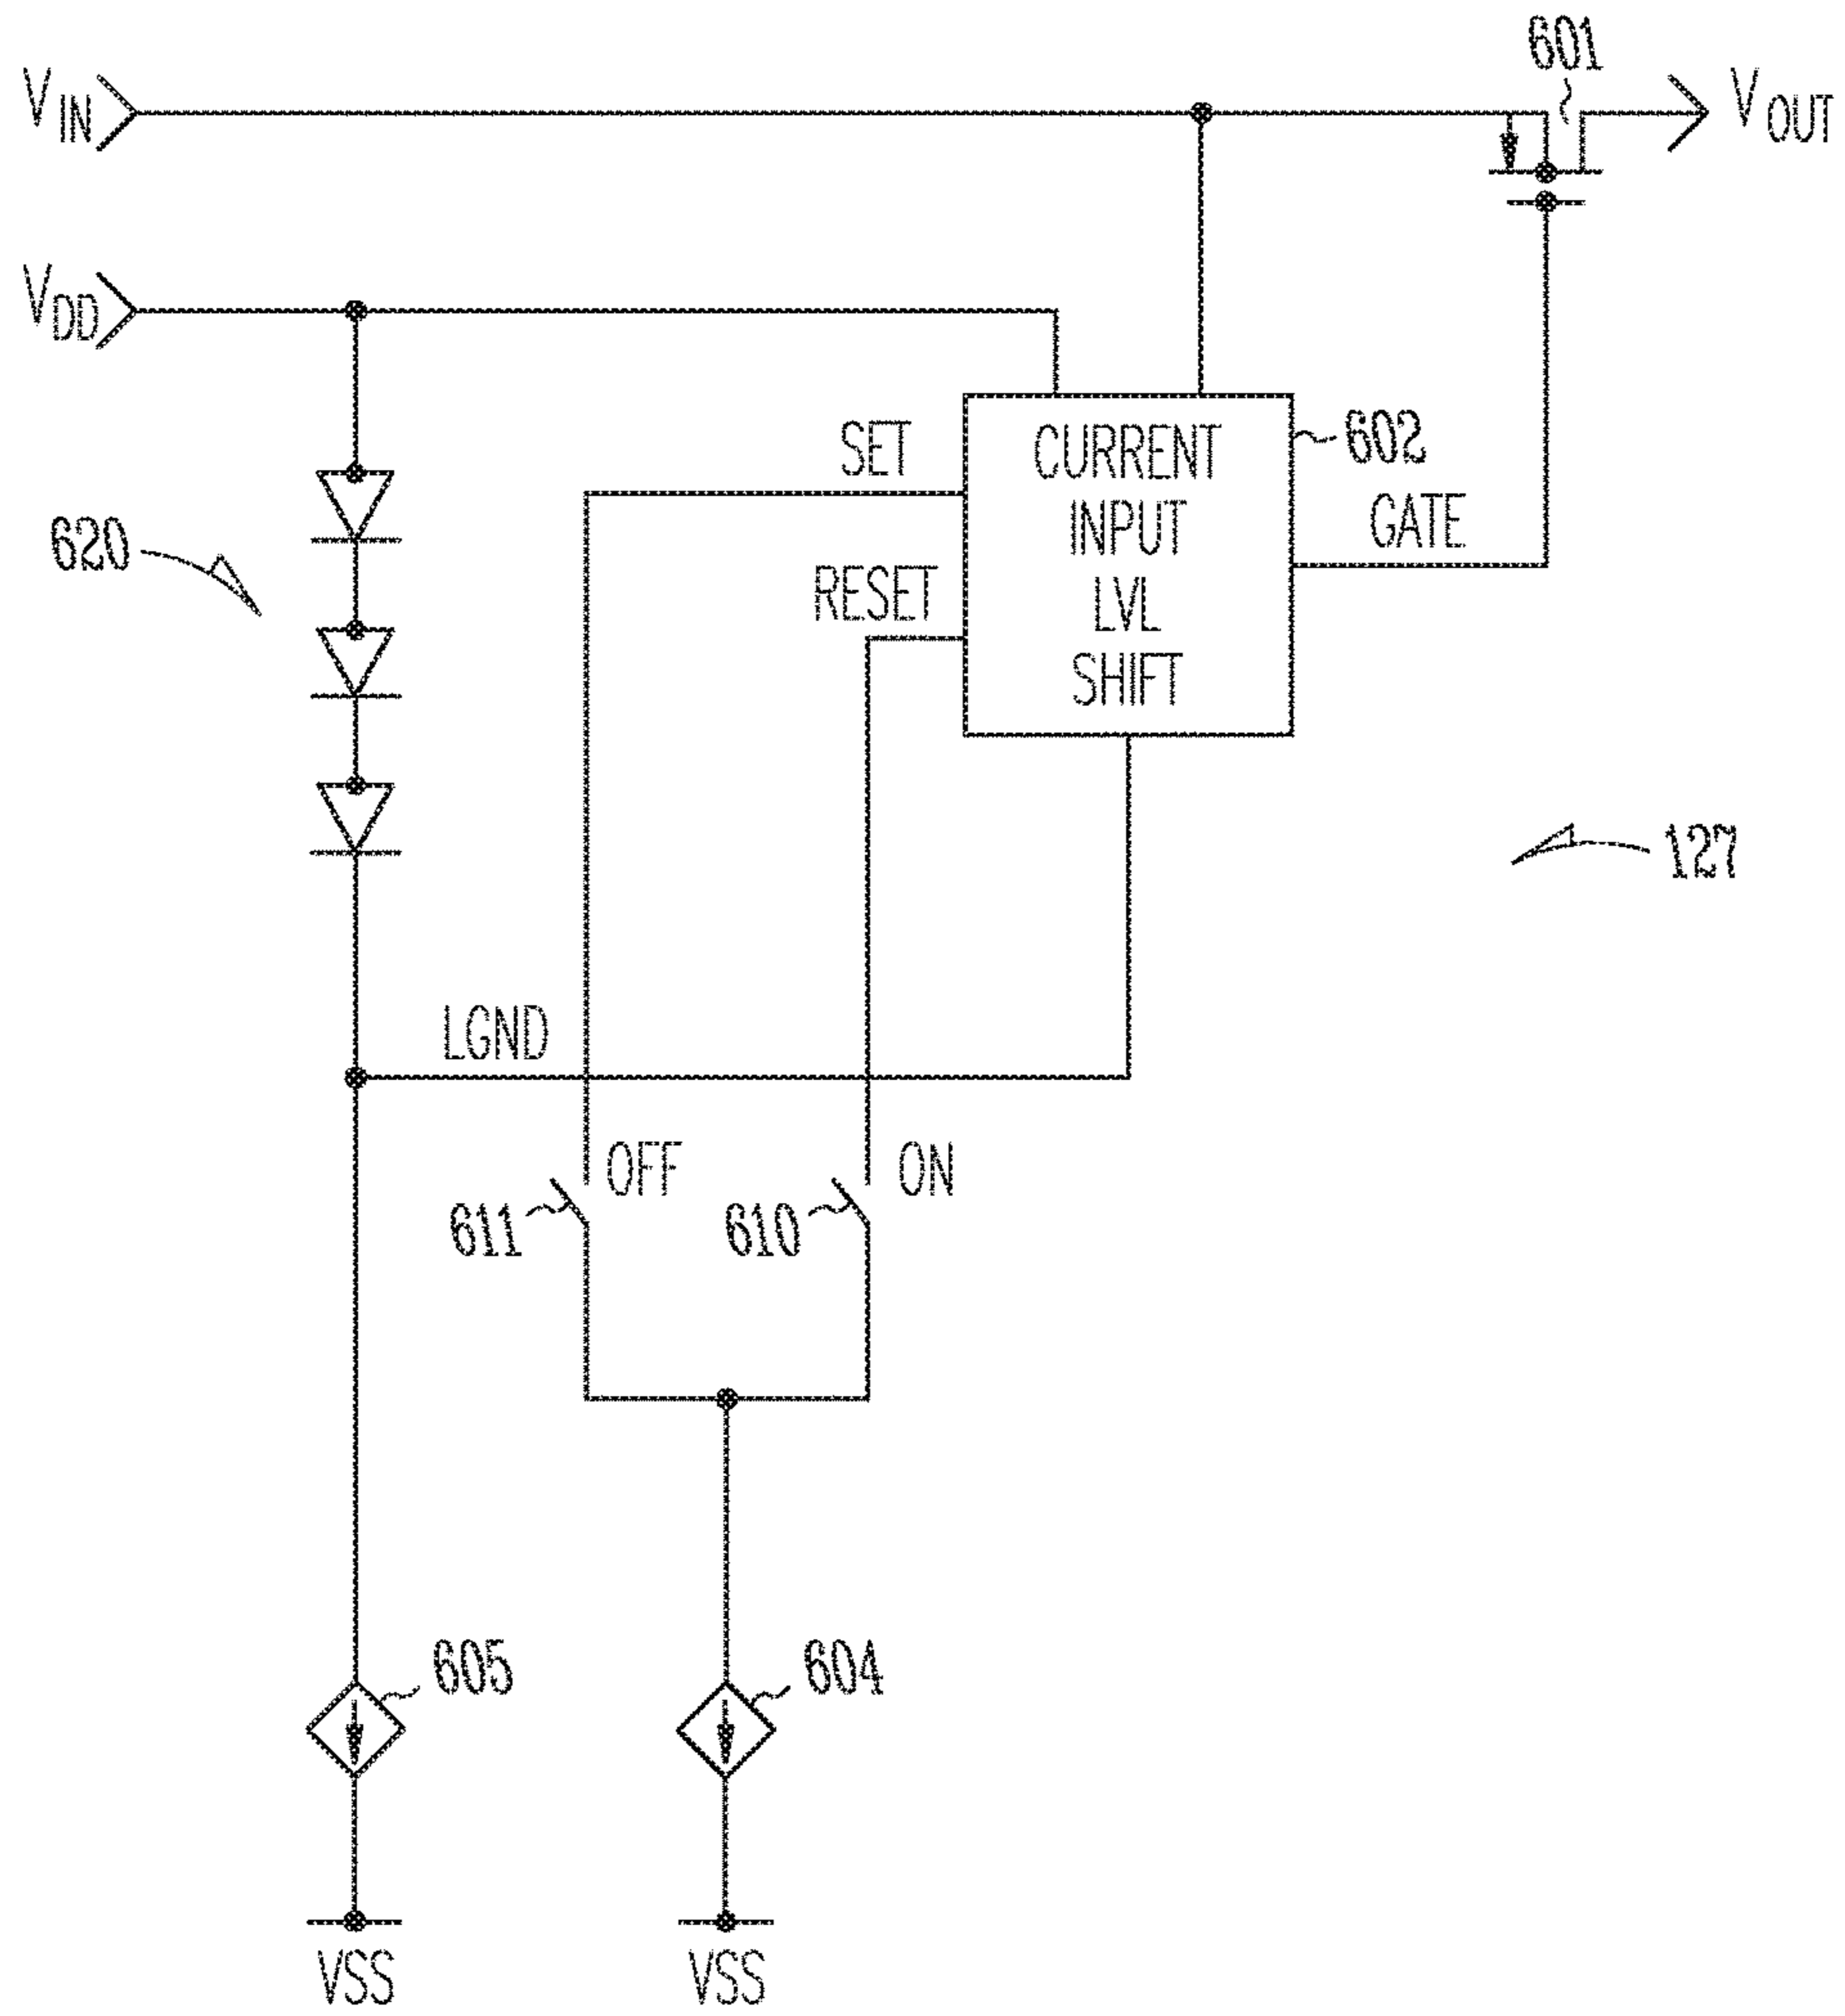 601
VIN
VOUT
VDD
SET
CURRENT
INPUT
LVL
SHIFT
602
GATE
620
RESET
127
LGND
OFF
ON
611
610
605
604
VSS
VSS